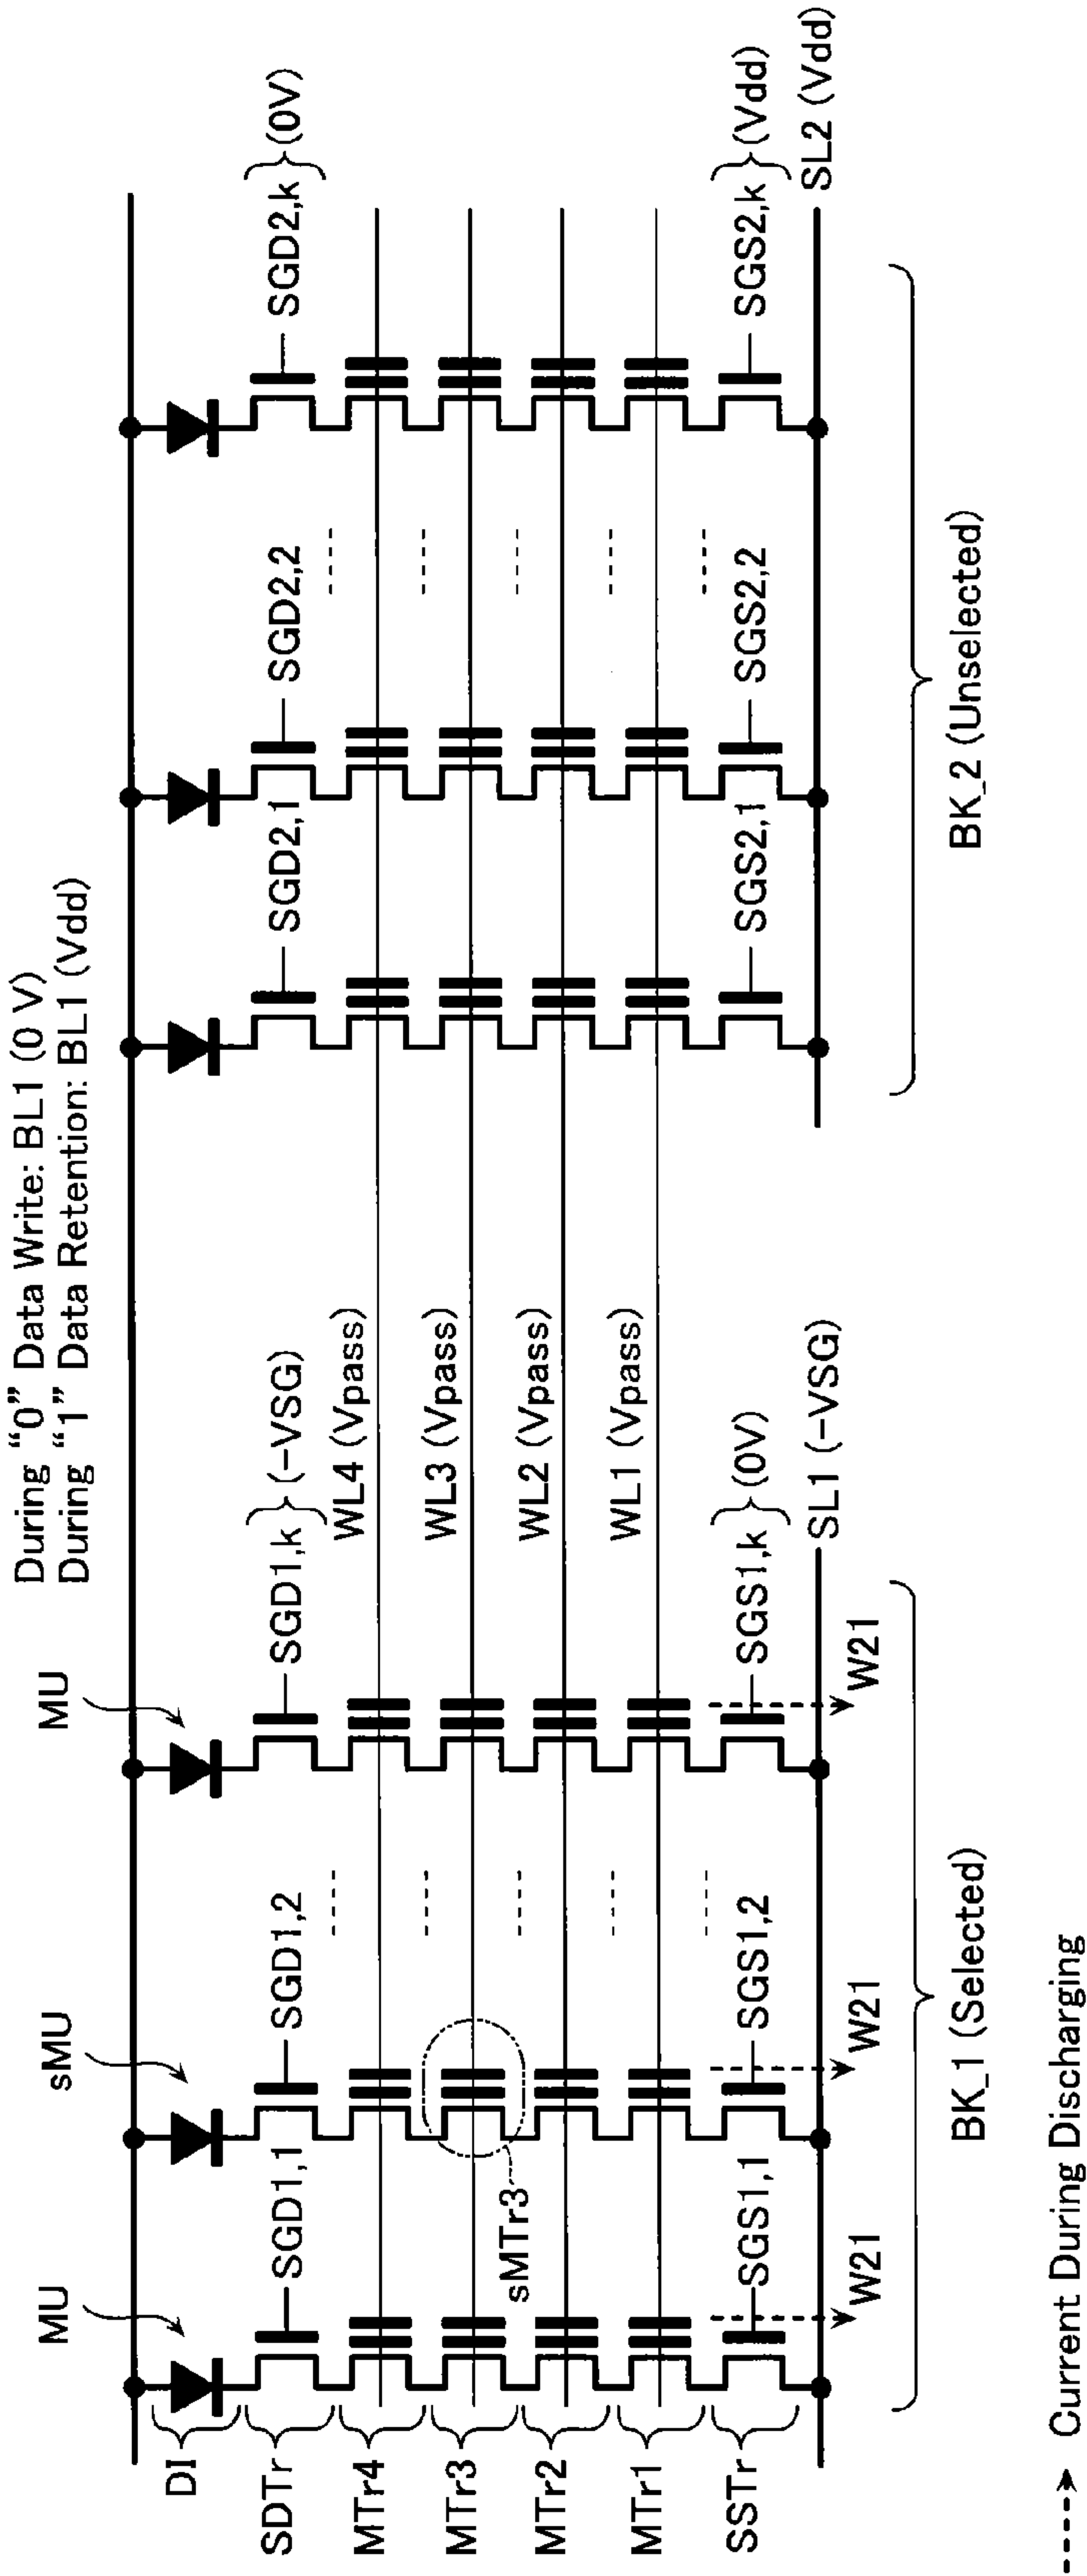 During “0” Data Write: BL1 (0 V)
During “1” Data Retention: BL1 (Vdd)
MU
sMU
MU
DI
SDTr
SGD1,1
SGD1,2
SGD1,k
(-VSG)
SGD2,1
SGD2,2
SGD2,k
(0V)
MTr4
WL4 (Vpass)
MTr3
WL3 (Vpass)
sMTr3
MTr2
WL2 (Vpass)
MTr1
WL1 (Vpass)
SSTr
SGS1,1
SGS1,2
SGS1,k
(0V)
SGS2,1
SGS2,2
SGS2,k
(Vdd)
SL1 (-VSG)
SL2 (Vdd)
W21
W21
W21
BK_1 (Selected)
BK_2 (Unselected)
Current During Discharging